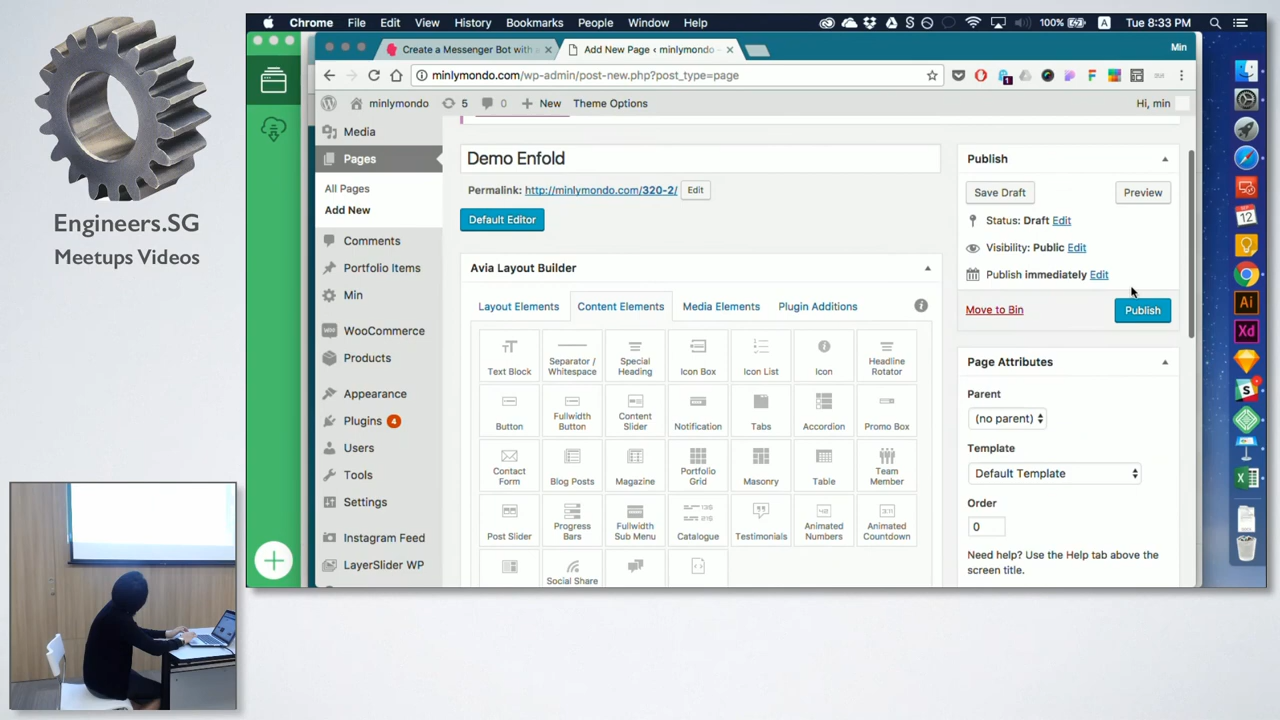 Chrome File Edit View History Bookmarks People Window Help 100% A Tue 8:33 PM
Create a Messenger Bot with Add New Page ‹ minlymondo Min
minlymondo.com/wp-admin/post-new.php?post_type=page
minlymondo 5 0 New Theme Options Hi, min
Engineers.SG
Meetups Videos
Media
Pages
All Pages
Add New
Comments
Portfolio Items
Min
WooCommerce
Products
Appearance
Plugins 4
Users
Tools
Settings
Instagram Feed
LayerSlider WP
Demo Enfold
Permalink: http://minlymondo.com/320-2/ Edit
Default Editor
Avia Layout Builder
Layout Elements Content Elements Media Elements Plugin Additions
Text Block
Separator /
Whitespace
Special
Heading
Icon Box
Icon List
Icon
Headline
Rotator
Button
Fullwidth
Button
Content
Slider
Notification
Tabs
Accordion
Promo Box
Contact
Form
Blog Posts
Magazine
Portfolio
Grid
Masonry
Table
Team
Member
Post Slider
Progress
Bars
Fullwidth
Sub Menu
Catalogue
Testimonials
Animated
Numbers
Animated
Countdown
Social Share
Publish
Save Draft Preview
Status: Draft Edit
Visibility: Public Edit
Publish immediately Edit
Move to Bin Publish
Page Attributes
Parent
(no parent)
Template
Default Template
Order
0
Need help? Use the Help tab above the
screen title.
12
Ai
Xd